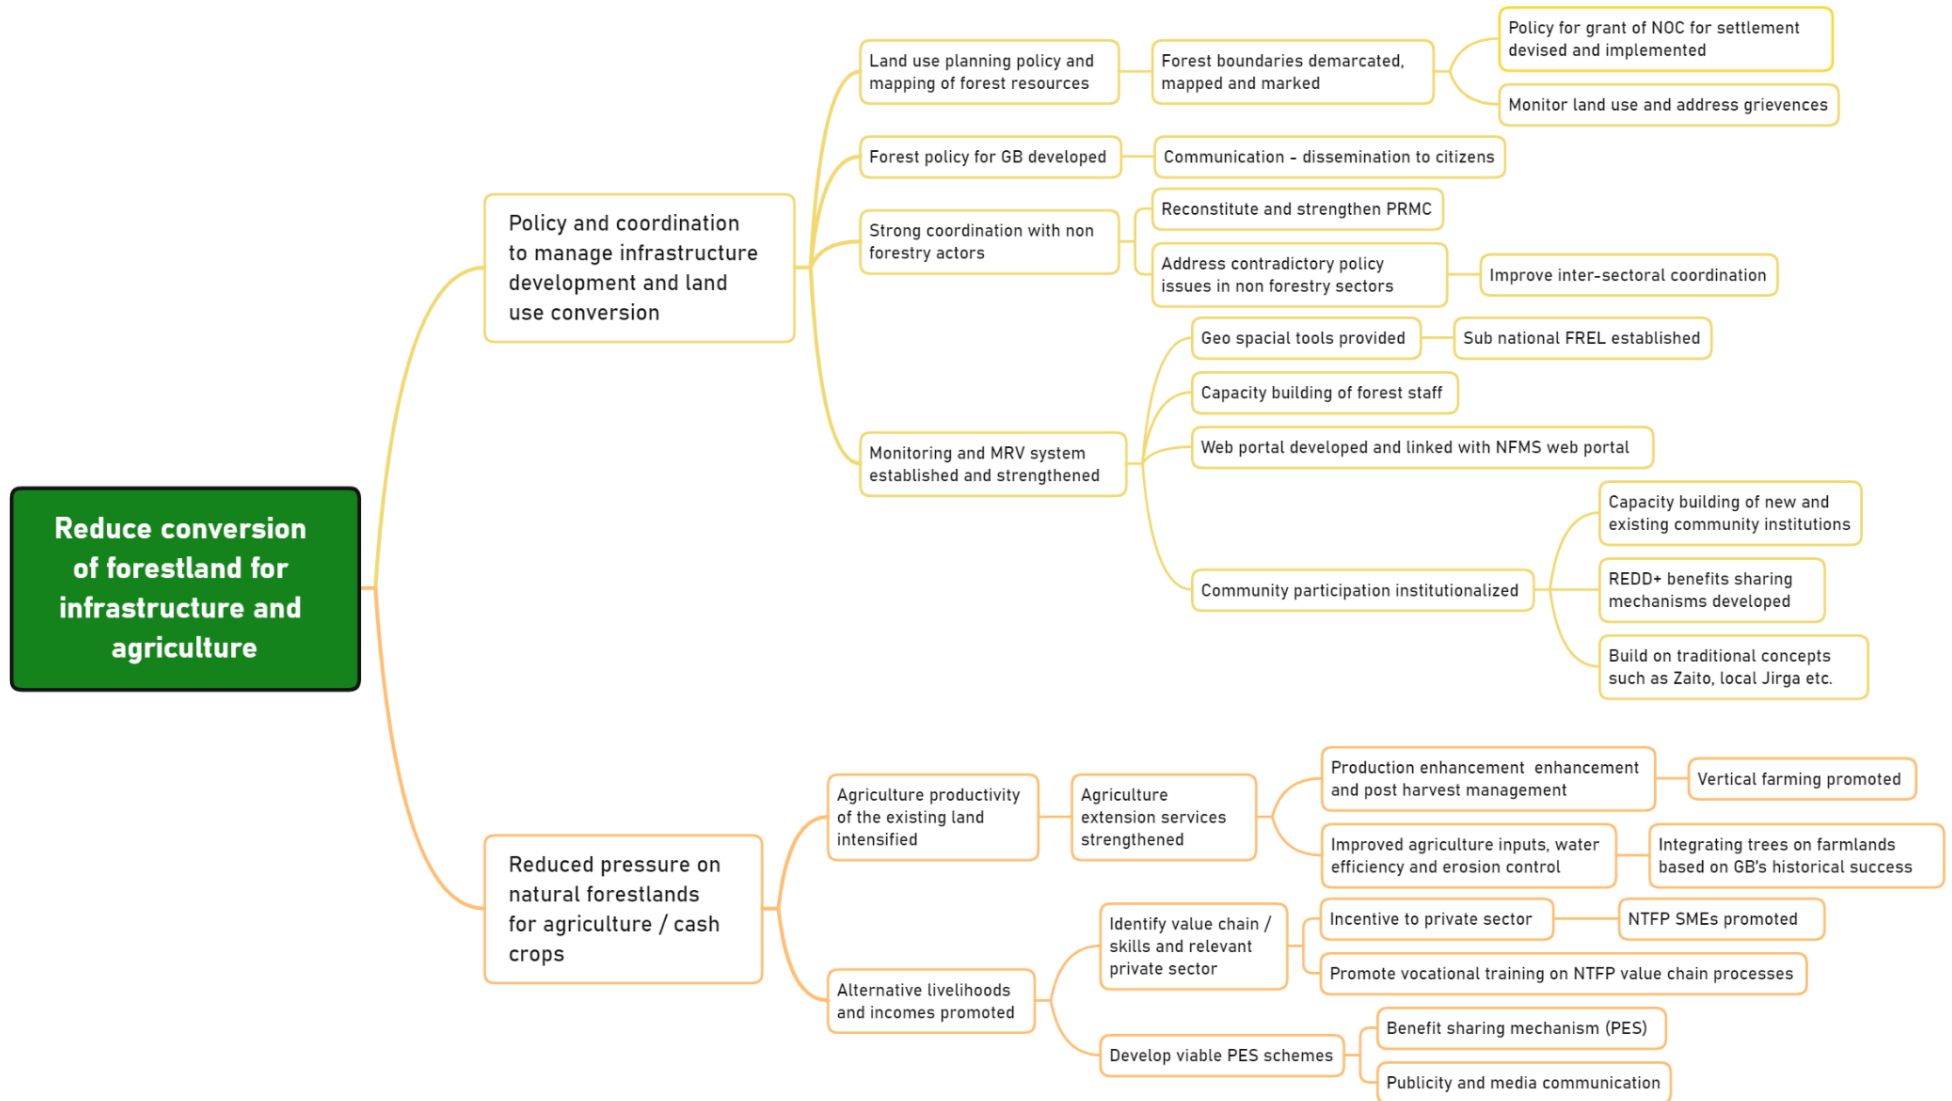 Reduce conversion
of forestland for
infrastructure and
agriculture
Policy and coordination
to manage infrastructure
development and land
use conversion
Land use planning policy and
mapping of forest resources
Forest boundaries demarcated,
mapped and marked
Policy for grant of NOC for settlement
devised and implemented
Monitor land use and address grievences
Forest policy for GB developed
Communication - dissemination to citizens
Strong coordination with non
forestry actors
Reconstitute and strengthen PRMC
Address contradictory policy
issues in non forestry sectors
Improve inter-sectoral coordination
Monitoring and MRV system
established and strengthened
Geo spacial tools provided
Sub national FREL established
Capacity building of forest staff
Web portal developed and linked with NFMS web portal
Community participation institutionalized
Capacity building of new and
existing community institutions
REDD+ benefits sharing
mechanisms developed
Build on traditional concepts
such as Zaito, local Jirga etc.
Reduced pressure on
natural forestlands
for agriculture / cash
crops
Agriculture productivity
of the existing land
intensified
Agriculture
extension services
strengthened
Production enhancement  enhancement
and post harvest management
Vertical farming promoted
Improved agriculture inputs, water
efficiency and erosion control
Integrating trees on farmlands
based on GB's historical success
Alternative livelihoods
and incomes promoted
Identify value chain /
skills and relevant
private sector
Incentive to private sector
NTFP SMEs promoted
Promote vocational training on NTFP value chain processes
Develop viable PES schemes
Benefit sharing mechanism (PES)
Publicity and media communication